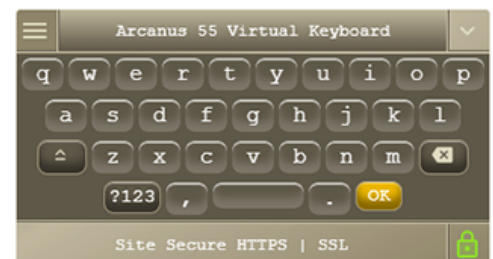 Arcanus 55 Virtual Keyboard
q w e r t y u i o p
a s d f g h j k l
z x c v b n m
?123 , . OK
Site Secure HTTPS | SSL